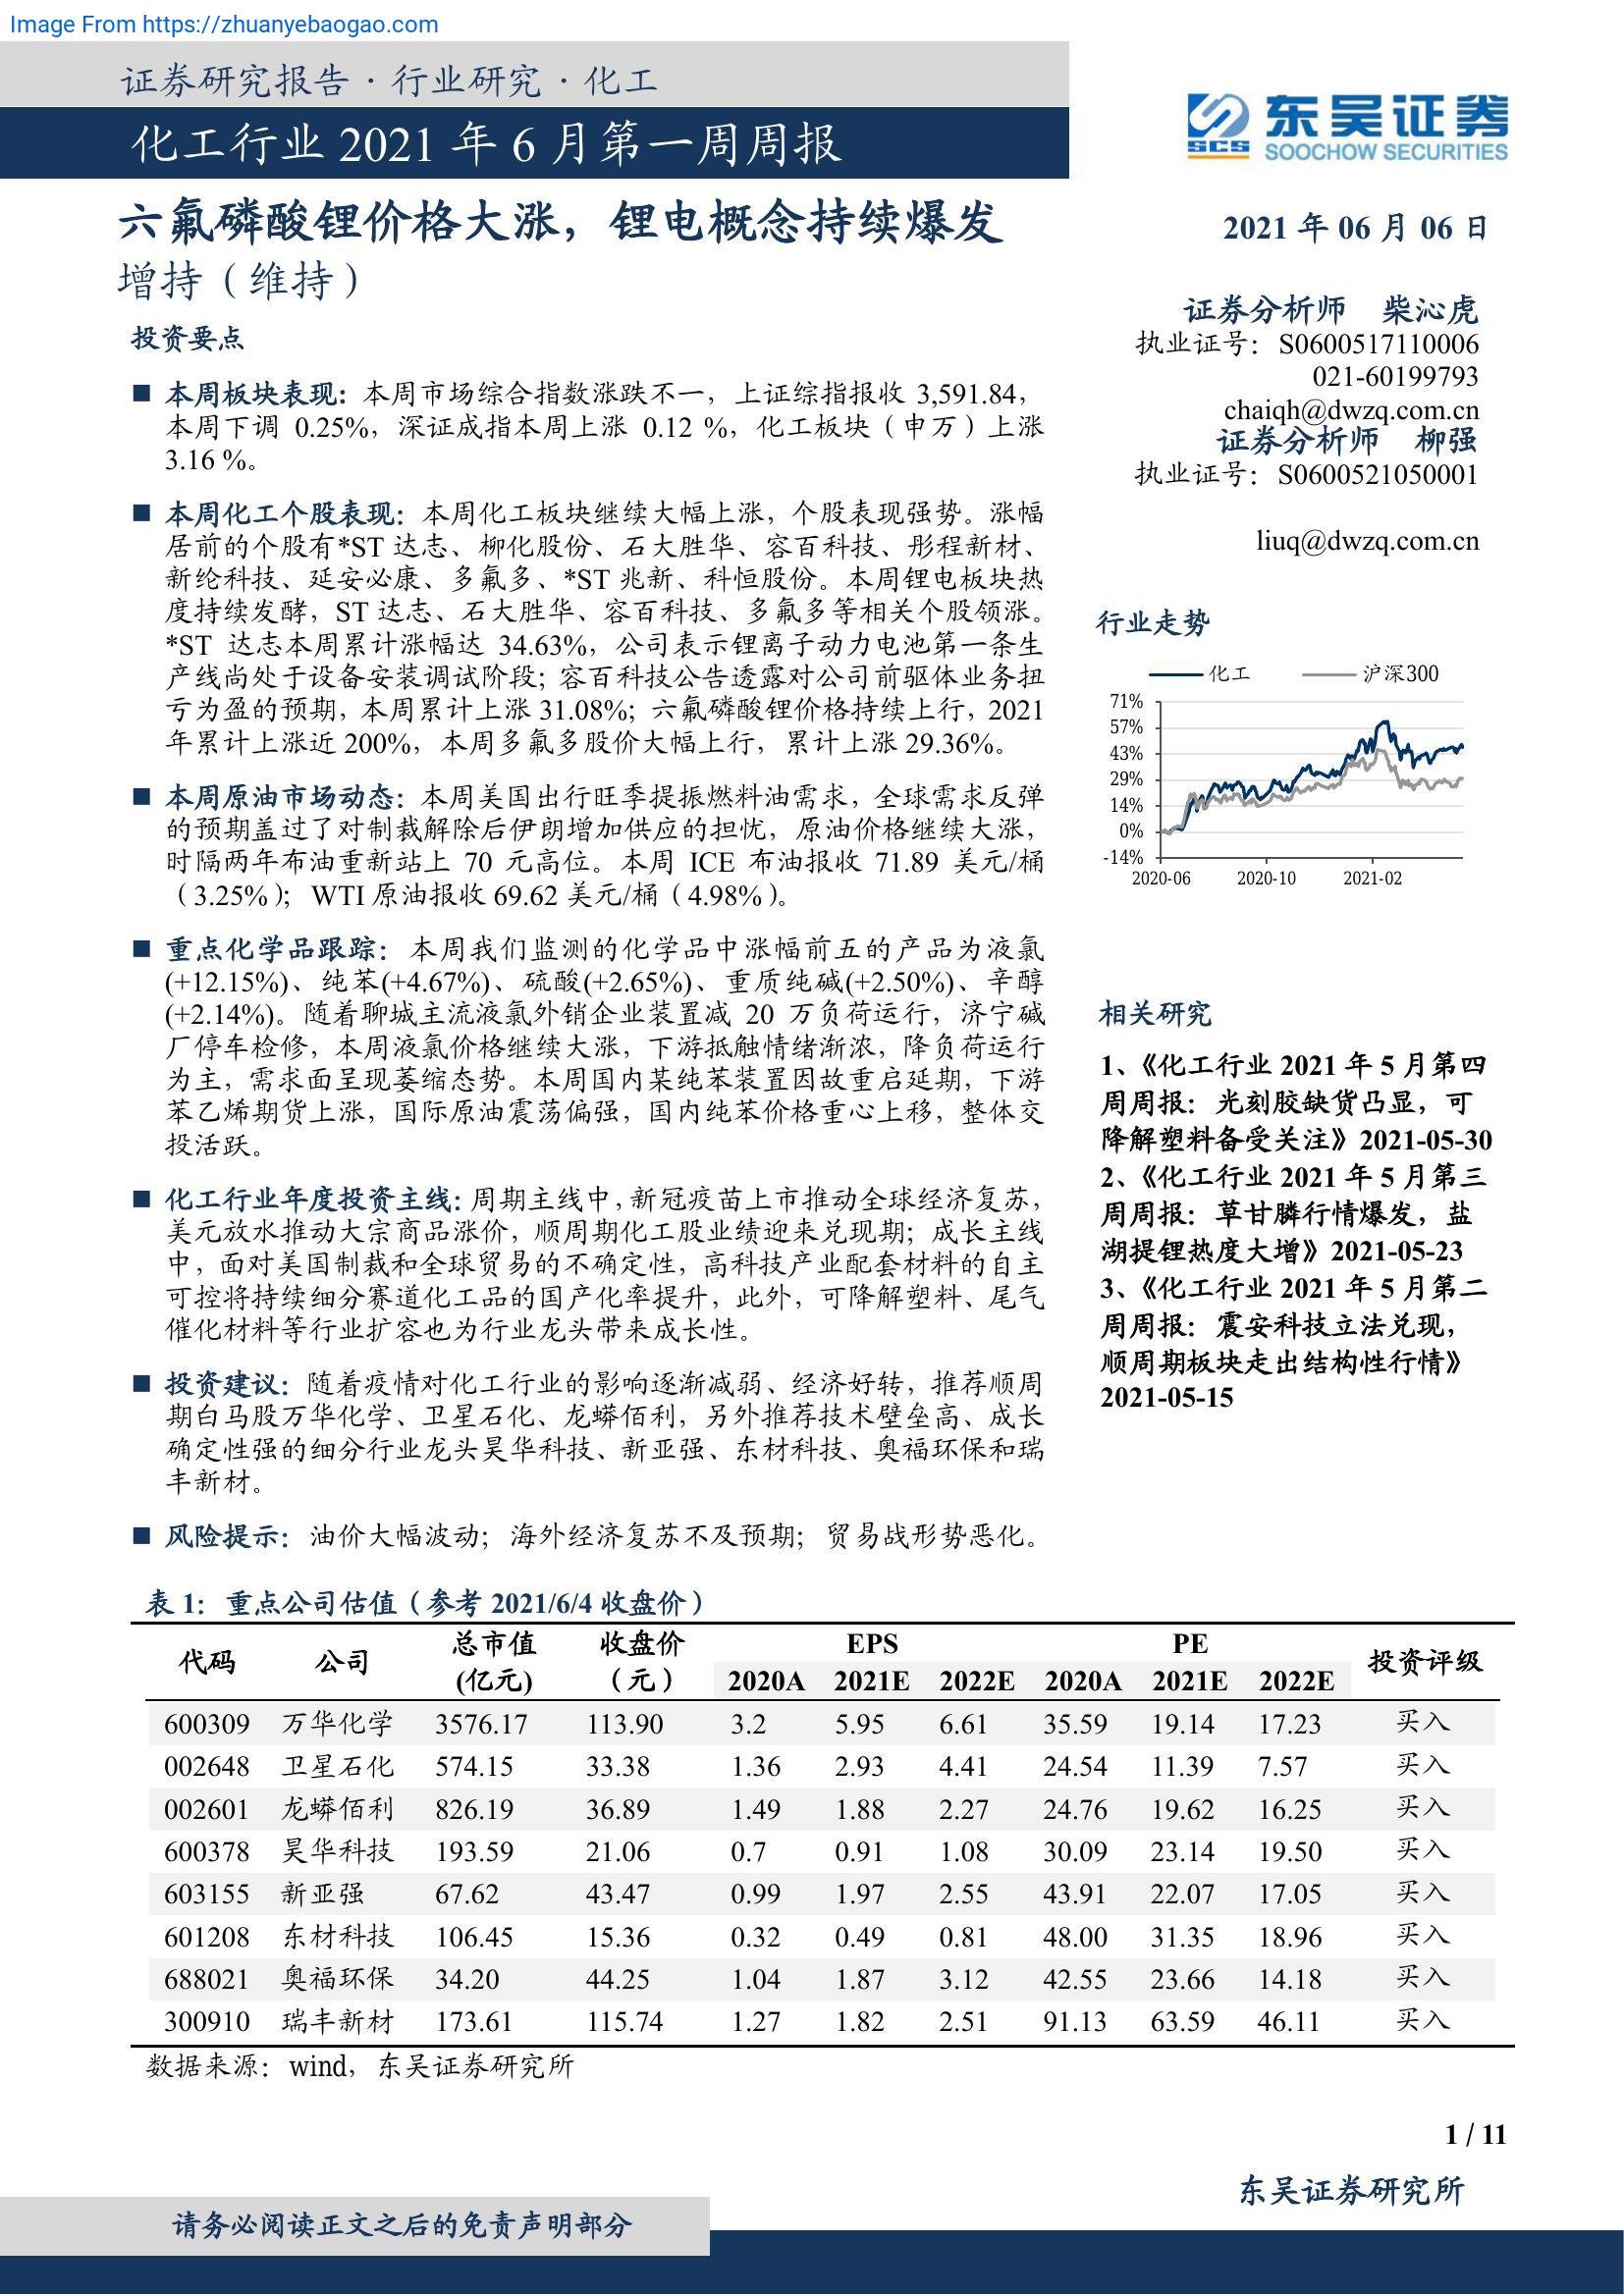 Image From https://zhuanyebaogao.com
证券研究报告·行业研究·化工
化工行业 2021 年 6 月第一周周报
东吴证券
SCS SOOCHOW SECURITIES
六氟磷酸锂价格大涨，锂电概念持续爆发
增持（维持）
投资要点
■ 本周板块表现：本周市场综合指数涨跌不一，上证综指报收 3,591.84，
本周下调 0.25%，深证成指本周上涨 0.12 %，化工板块（申万）上涨
3.16 %。
■ 本周化工个股表现：本周化工板块继续大幅上涨，个股表现强势。涨幅
居前的个股有*ST 达志、柳化股份、石大胜华、容百科技、彤程新材、
新纶科技、延安必康、多氟多、*ST 兆新、科恒股份。本周锂电板块热
度持续发酵，ST 达志、石大胜华、容百科技、多氟多等相关个股领涨。
*ST 达志本周累计涨幅达 34.63%，公司表示锂离子动力电池第一条生
产线尚处于设备安装调试阶段；容百科技公告透露对公司前驱体业务扭
亏为盈的预期，本周累计上涨 31.08%；六氟磷酸锂价格持续上行，2021
年累计上涨近 200%，本周多氟多股价大幅上行，累计上涨 29.36%。
■ 本周原油市场动态：本周美国出行旺季提振燃料油需求，全球需求反弹
的预期盖过了对制裁解除后伊朗增加供应的担忧，原油价格继续大涨，
时隔两年布油重新站上 70 元高位。本周 ICE 布油报收 71.89 美元/桶
（3.25%）；WTI 原油报收 69.62 美元/桶（4.98%）。
■ 重点化学品跟踪：本周我们监测的化学品中涨幅前五的产品为液氯
(+12.15%)、纯苯(+4.67%)、硫酸(+2.65%)、重质纯碱(+2.50%)、辛醇
(+2.14%)。随着聊城主流液氯外销企业装置减 20 万负荷运行，济宁碱
厂停车检修，本周液氯价格继续大涨，下游抵触情绪渐浓，降负荷运行
为主，需求面呈现萎缩态势。本周国内某纯苯装置因故重启延期，下游
苯乙烯期货上涨，国际原油震荡偏强，国内纯苯价格重心上移，整体交
投活跃。
■ 化工行业年度投资主线：周期主线中，新冠疫苗上市推动全球经济复苏，
美元放水推动大宗商品涨价，顺周期化工股业绩迎来兑现期；成长主线
中，面对美国制裁和全球贸易的不确定性，高科技产业配套材料的自主
可控将持续细分赛道化工品的国产化率提升，此外，可降解塑料、尾气
催化材料等行业扩容也为行业龙头带来成长性。
■ 投资建议：随着疫情对化工行业的影响逐渐减弱、经济好转，推荐顺周
期白马股万华化学、卫星石化、龙蟒佰利，另外推荐技术壁垒高、成长
确定性强的细分行业龙头昊华科技、新亚强、东材科技、奥福环保和瑞
丰新材。
■ 风险提示：油价大幅波动；海外经济复苏不及预期；贸易战形势恶化。
2021 年 06 月 06 日
证券分析师 柴沁虎
执业证号：S0600517110006
021-60199793
chaiqh@dwzq.com.cn
证券分析师 柳强
执业证号：S0600521050001
liuq@dwzq.com.cn
行业走势
化工 沪深300
71%
57%
43%
29%
14%
0%
-14%
2020-06 2020-10 2021-02
相关研究
1、《化工行业 2021 年 5 月第四
周周报：光刻胶缺货凸显，可
降解塑料备受关注》2021-05-30
2、《化工行业 2021 年 5 月第三
周周报：草甘膦行情爆发，盐
湖提锂热度大增》2021-05-23
3、《化工行业 2021 年 5 月第二
周周报：震安科技立法兑现，
顺周期板块走出结构性行情》
2021-05-15
表 1：重点公司估值（参考 2021/6/4 收盘价）
代码 公司 总市值 (亿元) 收盘价 （元） EPS PE 投资评级
2020A 2021E 2022E 2020A 2021E 2022E
600309 万华化学 3576.17 113.90 3.2 5.95 6.61 35.59 19.14 17.23 买入
002648 卫星石化 574.15 33.38 1.36 2.93 4.41 24.54 11.39 7.57 买入
002601 龙蟒佰利 826.19 36.89 1.49 1.88 2.27 24.76 19.62 16.25 买入
600378 昊华科技 193.59 21.06 0.7 0.91 1.08 30.09 23.14 19.50 买入
603155 新亚强 67.62 43.47 0.99 1.97 2.55 43.91 22.07 17.05 买入
601208 东材科技 106.45 15.36 0.32 0.49 0.81 48.00 31.35 18.96 买入
688021 奥福环保 34.20 44.25 1.04 1.87 3.12 42.55 23.66 14.18 买入
300910 瑞丰新材 173.61 115.74 1.27 1.82 2.51 91.13 63.59 46.11 买入
数据来源：wind，东吴证券研究所
1 / 11
东吴证券研究所
请务必阅读正文之后的免责声明部分